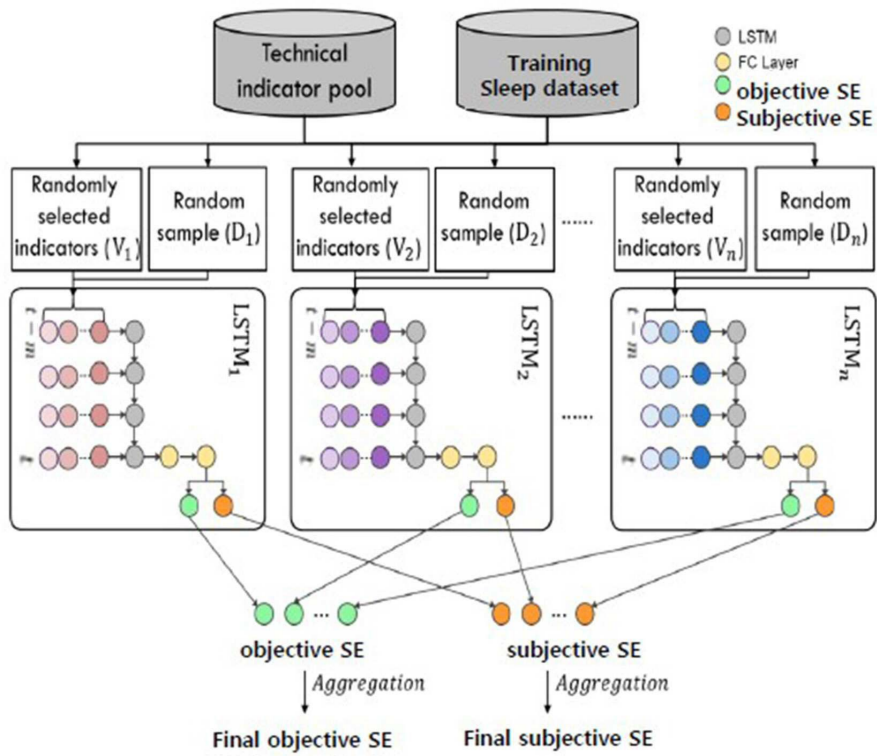 Technical
indicator pool
Training
Sleep dataset
LSTM
FC Layer
objective SE
Subjective SE
Randomly
selected
indicators (V₁)
Random
sample (D₁)
Randomly
selected
indicators (V₂)
Random
sample (D₂)
......
Randomly
selected
indicators (Vₙ)
Random
sample (Dₙ)
t − m
...
...
...
...
t
LSTM₁
t − m
...
...
...
...
t
LSTM₂
......
t − m
...
...
...
...
t
LSTMₙ
...
objective SE
...
subjective SE
Aggregation
Aggregation
Final objective SE
Final subjective SE